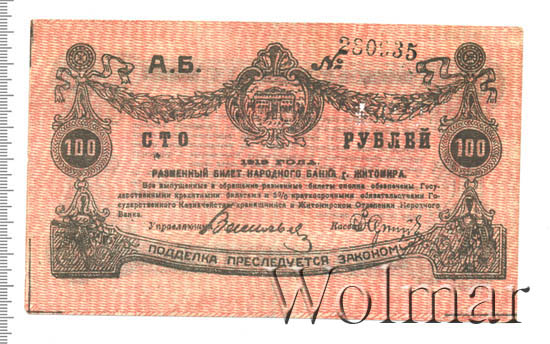 А.Б. № 280935
СТО РУБЛЕЙ
100 100
1919 ГОДА.
РАЗМЕННЫЙ БИЛЕТ НАРОДНОГО БАНКА г. ЖИТОМИРА.
Все выпущенные в обращение разменные билеты сполна обеспечены Госу-
дарственными кредитными билетами и 5% краткосрочными обязательствами Го-
сударственного Казначейства, хранящимися в Житомирском Отделении Народного
Банка.
Управляющий Кассир
ПОДДЕЛКА ПРЕСЛЕДУЕТСЯ ЗАКОНОМ
Wolmar